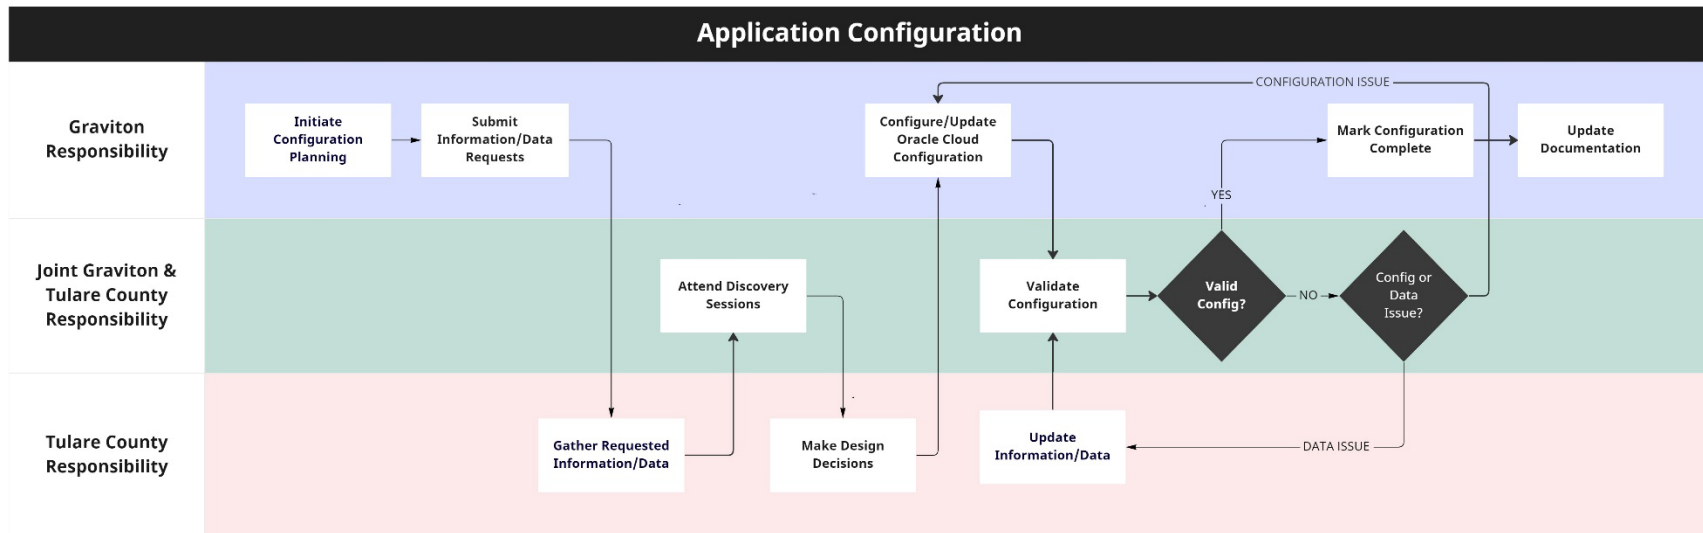 Application Configuration
Graviton
Responsibility
Initiate
Configuration
Planning
Submit
Information/Data
Requests
Configure/Update
Oracle Cloud
Configuration
CONFIGURATION ISSUE
Mark Configuration
Complete
Update
Documentation
YES
Joint Graviton &
Tulare County
Responsibility
Attend Discovery
Sessions
Validate
Configuration
Valid
Config?
NO
Config or
Data
Issue?
Tulare County
Responsibility
Gather Requested
Information/Data
Make Design
Decisions
Update
Information/Data
DATA ISSUE